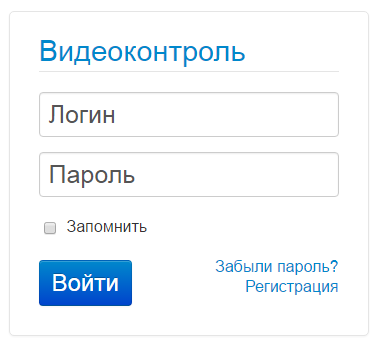 Видеоконтроль
Логин
Пароль
Запомнить
Забыли пароль?
Войти
Регистрация